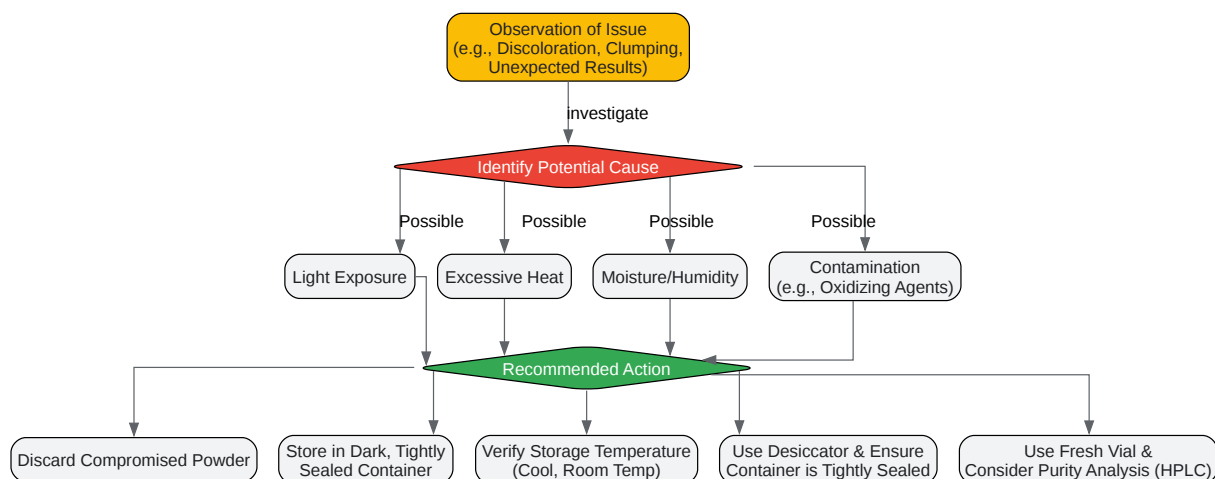 Observation of Issue
(e.g., Discoloration, Clumping,
Unexpected Results)
investigate
Identify Potential Cause
Possible
Possible
Possible
Possible
Light Exposure
Excessive Heat
Moisture/Humidity
Contamination
(e.g., Oxidizing Agents)
Recommended Action
Discard Compromised Powder
Store in Dark, Tightly
Sealed Container
Verify Storage Temperature
(Cool, Room Temp)
Use Desiccator & Ensure
Container is Tightly Sealed
Use Fresh Vial &
Consider Purity Analysis (HPLC)